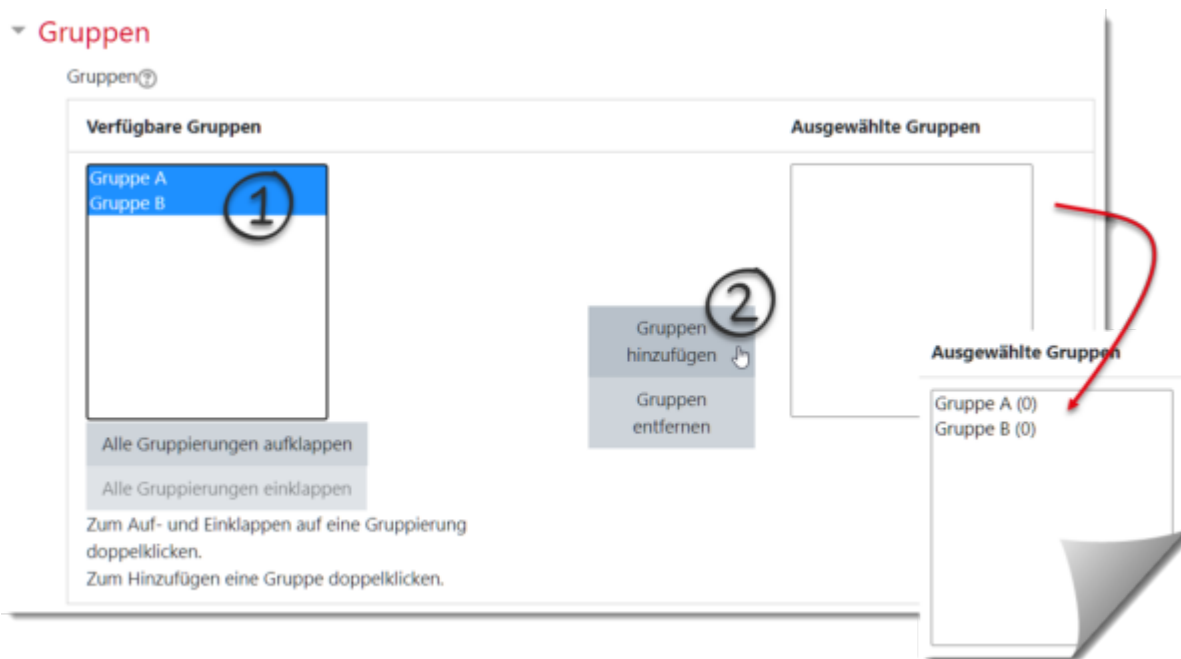 Gruppen
Gruppen?
Verfügbare Gruppen
Ausgewählte Gruppen
Gruppe A
Gruppe B
1
2
Gruppen
hinzufügen
Gruppen
entfernen
Alle Gruppierungen aufklappen
Alle Gruppierungen einklappen
Zum Auf- und Einklappen auf eine Gruppierung
doppelklicken.
Zum Hinzufügen eine Gruppe doppelklicken.
Ausgewählte Gruppen
Gruppe A (0)
Gruppe B (0)